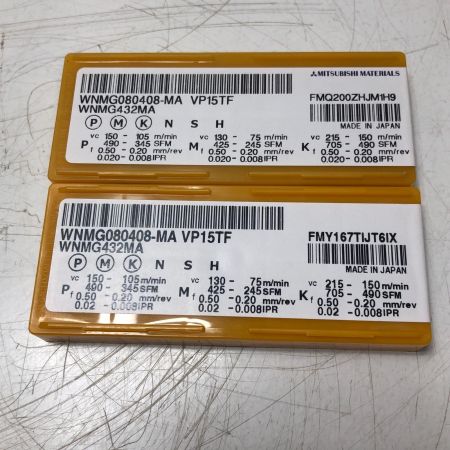 MITSUBISHI MATERIALS
WNMG080408-MA VP15TF
WNMG432MA
FMQ200ZHJM1H9
P M K N S H
MADE IN JAPAN
P vc 150 - 105 m/min M vc 130 - 75 m/min K vc 215 - 150 m/min
490 - 345 SFM 425 - 245 SFM 705 - 490 SFM
f 0.50 - 0.20 mm/rev f 0.50 - 0.20 mm/rev f 0.50 - 0.20 mm/rev
0.020 - 0.008 IPR 0.020 - 0.008 IPR 0.020 - 0.008 IPR
WNMG080408-MA VP15TF
WNMG432MA
FMY167TIJT6IX
P M K N S H
MADE IN JAPAN
P vc 150 - 105 m/min M vc 130 - 75 m/min K vc 215 - 150 m/min
490 - 345 SFM 425 - 245 SFM 705 - 490 SFM
f 0.50 - 0.20 mm/rev f 0.50 - 0.20 mm/rev f 0.50 - 0.20 mm/rev
0.02 - 0.008 IPR 0.02 - 0.008 IPR 0.02 - 0.008 IPR